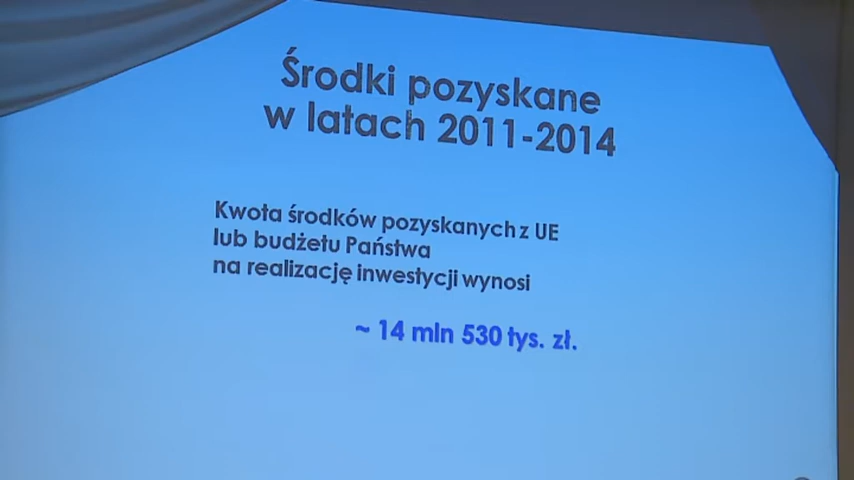 Środki pozyskane
w latach 2011-2014
Kwota środków pozyskanych z UE
lub budżetu Państwa
na realizację inwestycji wynosi
~ 14 mln 530 tys. zł.